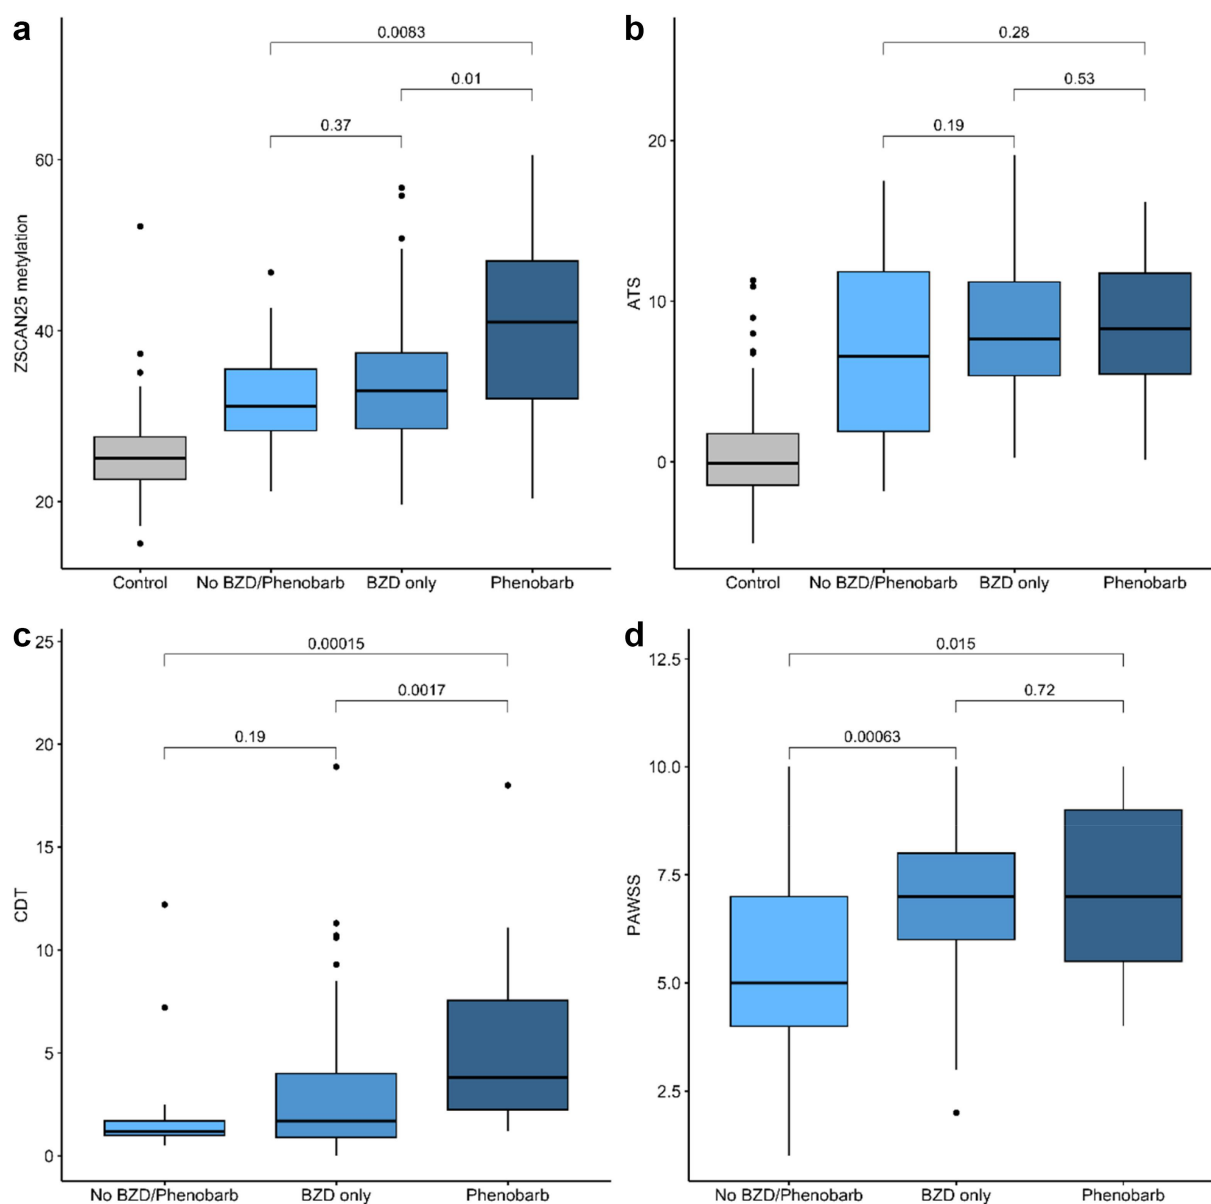 a
0.0083
0.01
0.37
60
40
20
ZSCAN25 metylation
Control No BZD/Phenobarb BZD only Phenobarb
b
0.28
0.53
0.19
20
10
0
ATS
Control No BZD/Phenobarb BZD only Phenobarb
c
25
20
15
10
5
0
CDT
0.00015
0.0017
0.19
No BZD/Phenobarb BZD only Phenobarb
d
12.5
10.0
7.5
5.0
2.5
PAWSS
0.015
0.72
0.00063
No BZD/Phenobarb BZD only Phenobarb